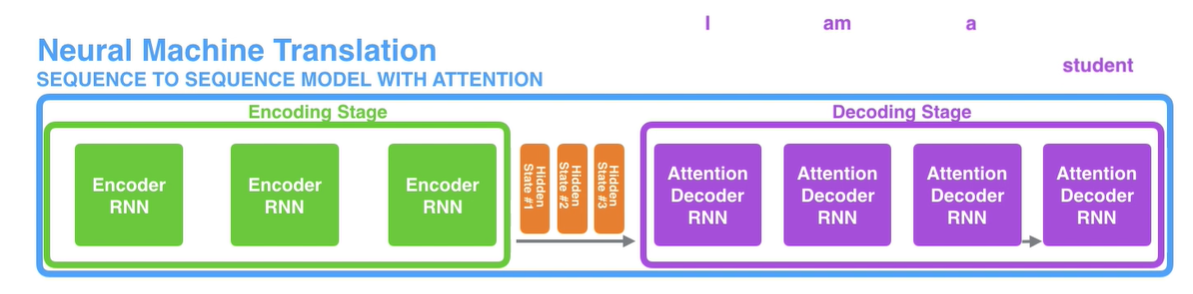 I am a
Neural Machine Translation
student
SEQUENCE TO SEQUENCE MODEL WITH ATTENTION
Encoding Stage
Decoding Stage
Encoder
RNN
Encoder
RNN
Encoder
RNN
Hidden
State #1
Hidden
State #2
Hidden
State #3
Attention
Decoder
RNN
Attention
Decoder
RNN
Attention
Decoder
RNN
Attention
Decoder
RNN